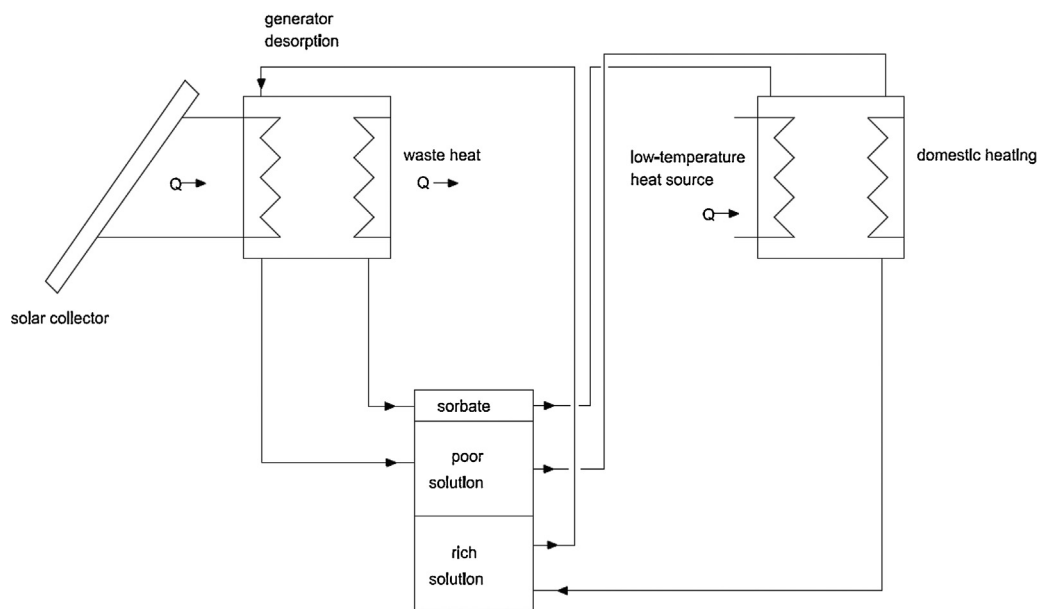 generator
desorption
waste heat
Q
Q
solar collector
low-temperature
heat source
Q
domestic heating
sorbate
poor
solution
rich
solution